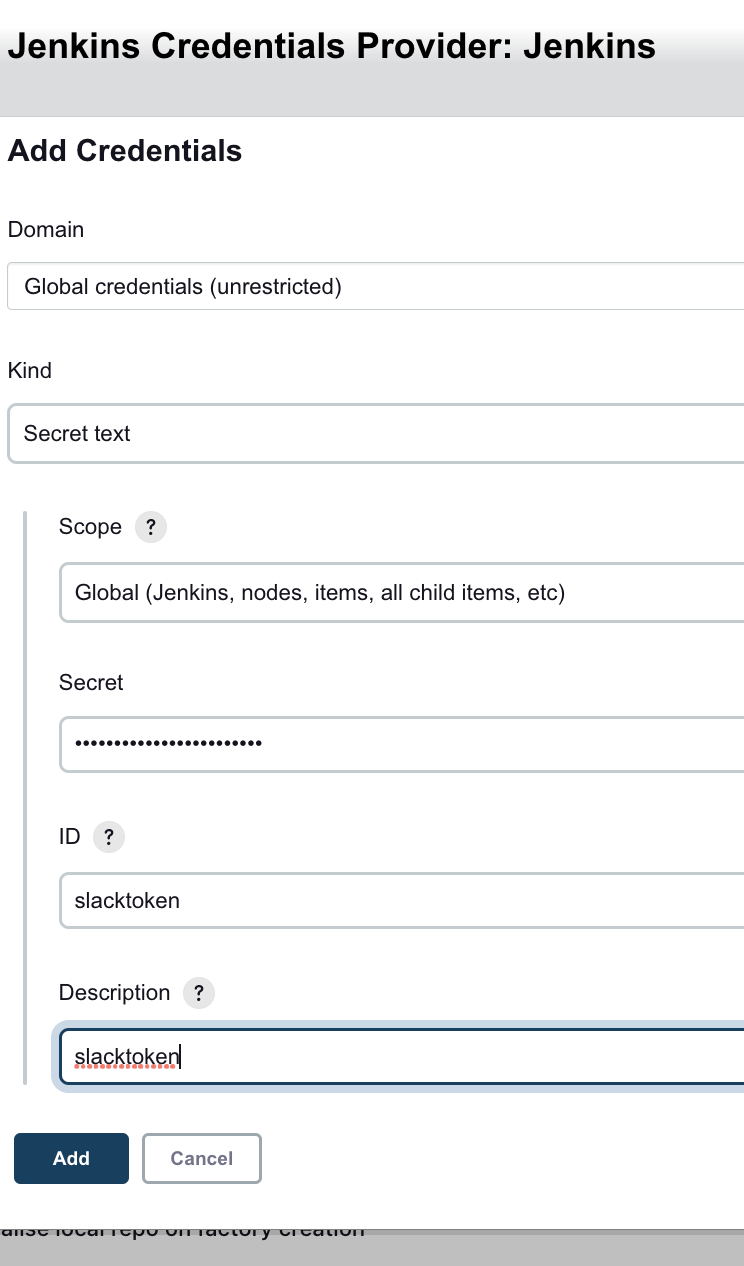 Jenkins Credentials Provider: Jenkins
Add Credentials
Domain
Global credentials (unrestricted)
Kind
Secret text
Scope ?
Global (Jenkins, nodes, items, all child items, etc)
Secret
••••••••••••••••••••••••
ID ?
slacktoken
Description ?
slacktoken
Add Cancel
alise local repo on factory creation